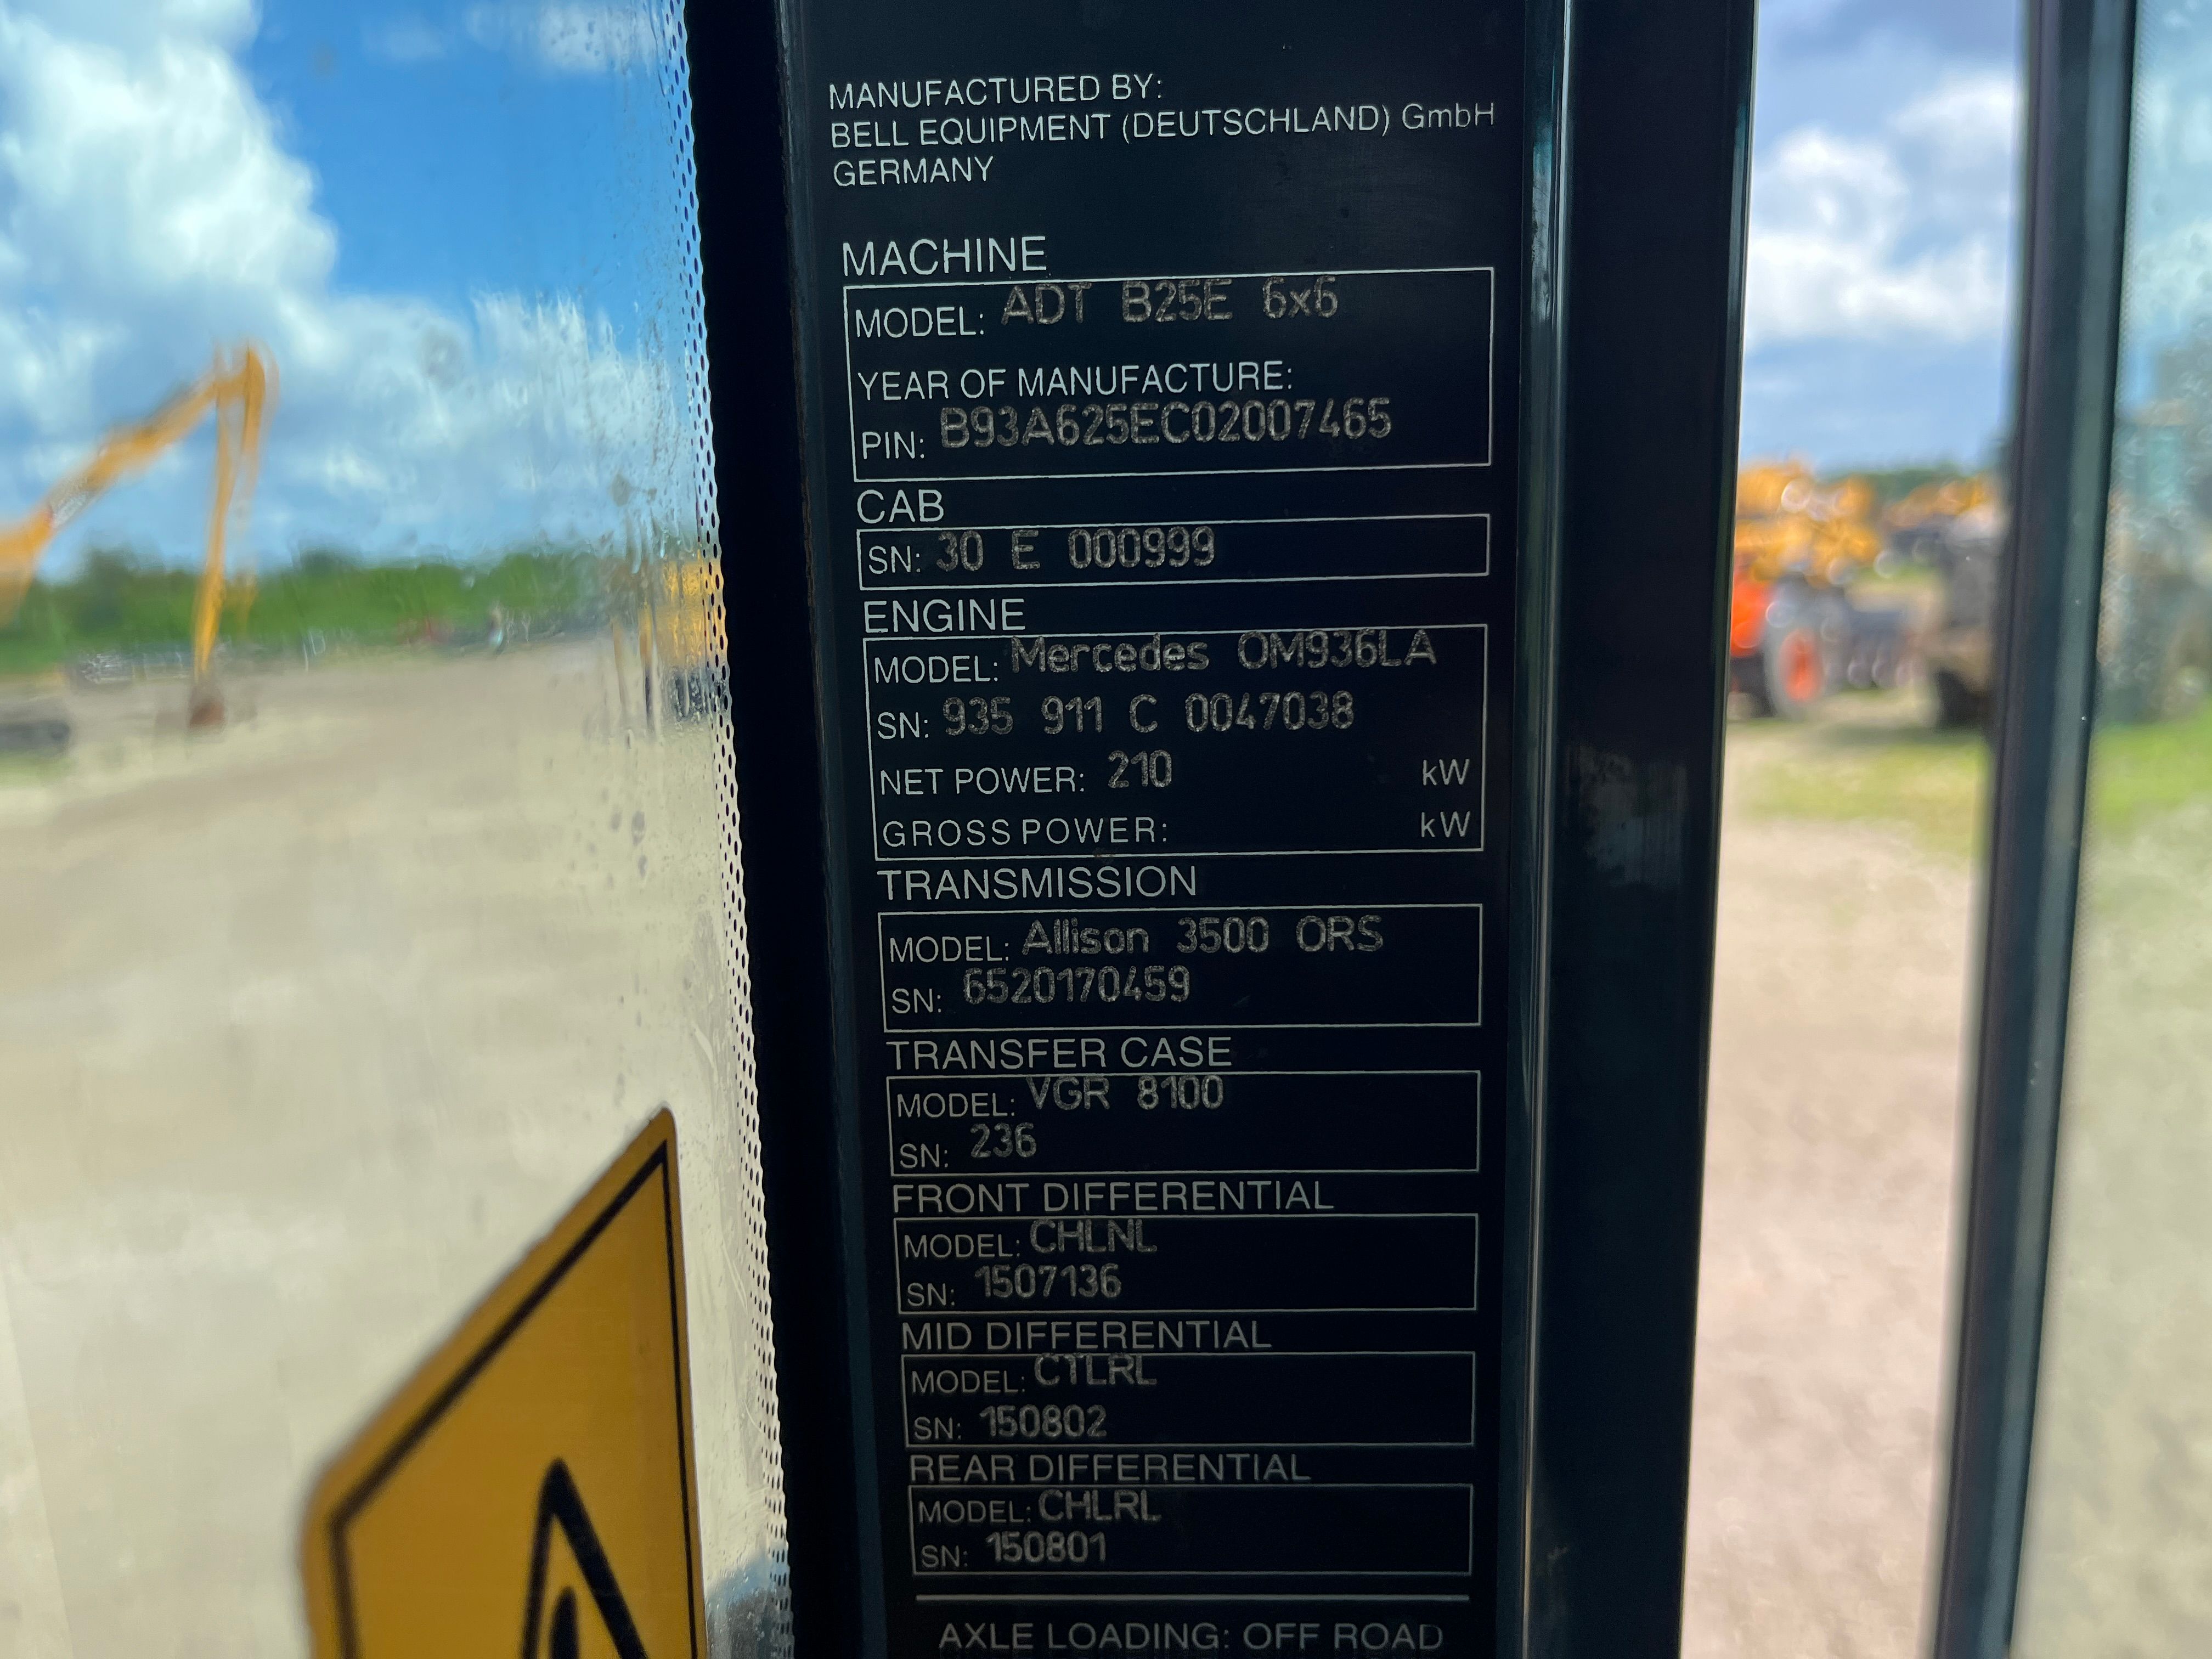 MANUFACTURED BY:
BELL EQUIPMENT (DEUTSCHLAND) GmbH
GERMANY
MACHINE
MODEL: ADT B25E 6x6
YEAR OF MANUFACTURE:
PIN: B93A625EC02007465
CAB
SN: 30 E 000999
ENGINE
MODEL: Mercedes OM936LA
SN: 935 911 C 0047038
NET POWER: 210 kW
GROSS POWER: kW
TRANSMISSION
MODEL: Allison 3500 ORS
SN: 6520170459
TRANSFER CASE
MODEL: VGR 8100
SN: 236
FRONT DIFFERENTIAL
MODEL: CHLNL
SN: 1507136
MID DIFFERENTIAL
MODEL: CTLRL
SN: 150802
REAR DIFFERENTIAL
MODEL: CHLRL
SN: 150801
AXLE LOADING: OFF ROAD